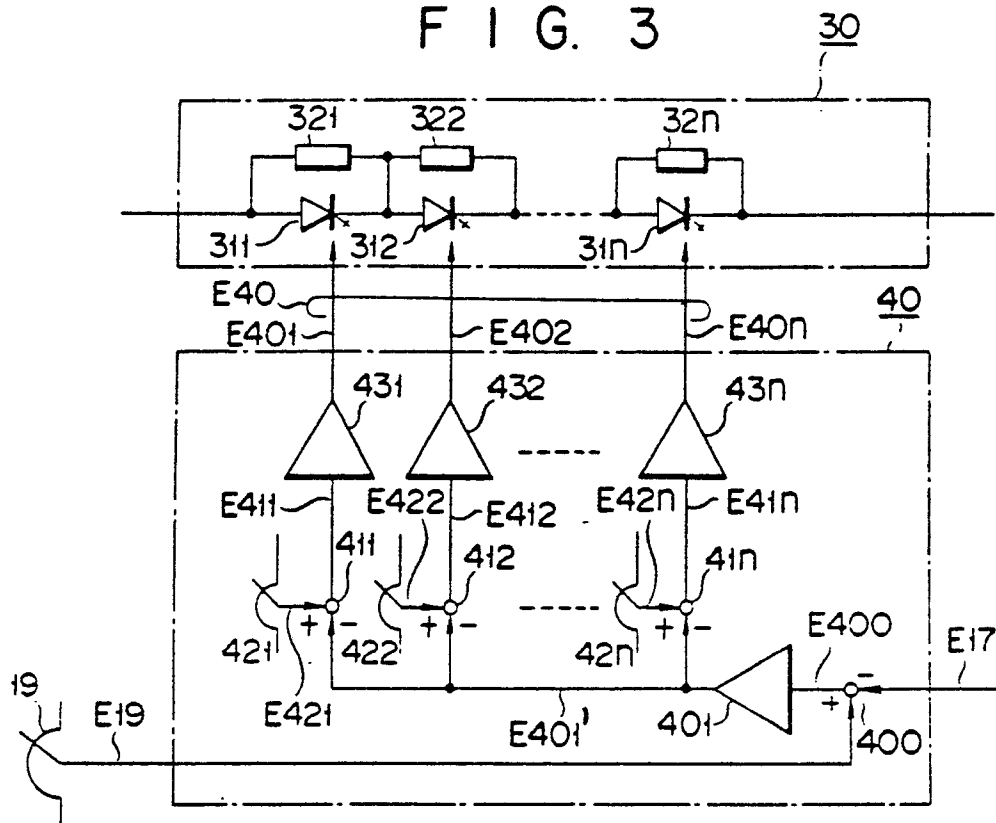 FIG. 3
30
321 322 32n
311 312 31n
E40
40
E401 E402 E40n
431 432 43n
E411 E422 E412 E42n E41n
411 412 41n
+ - + - + -
421 422 42n
E400 E17
E421
E401' 401
- +
400
19
E19